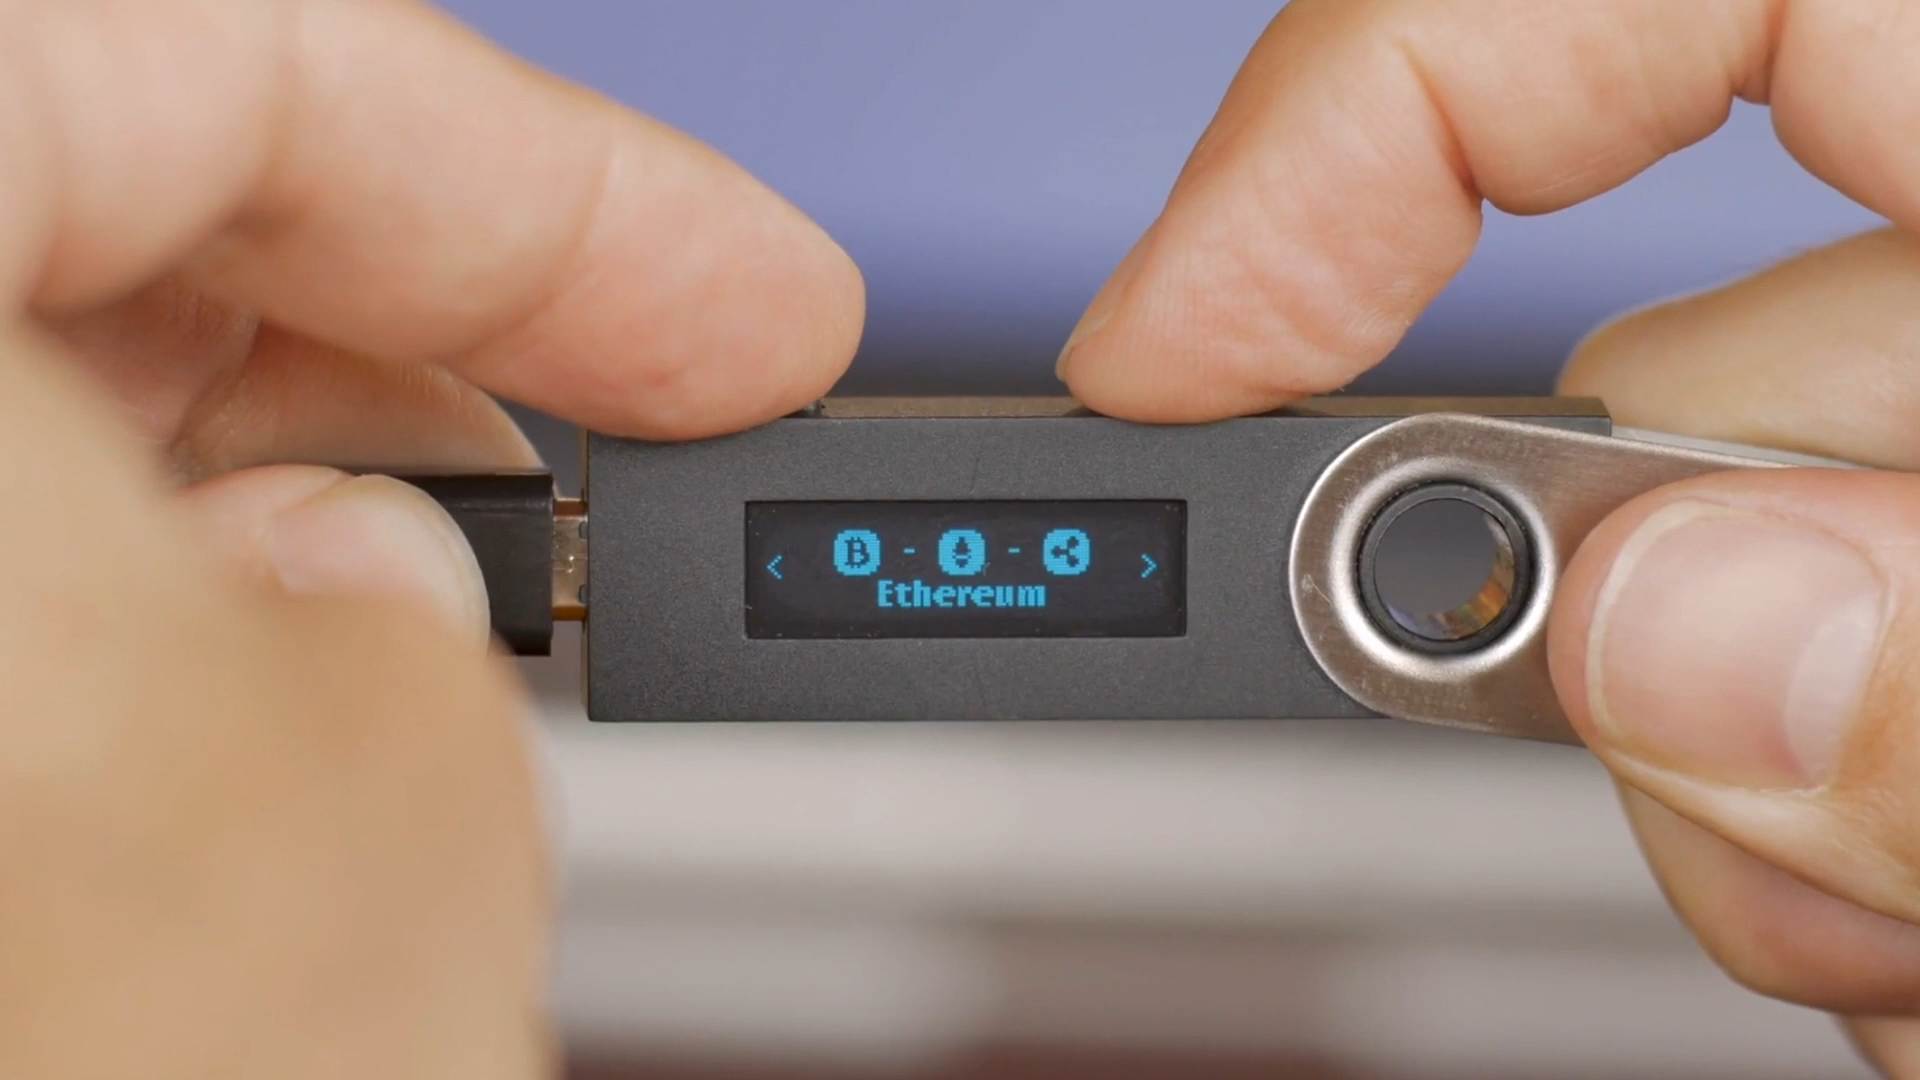 < ₿ - - >
Ethereum